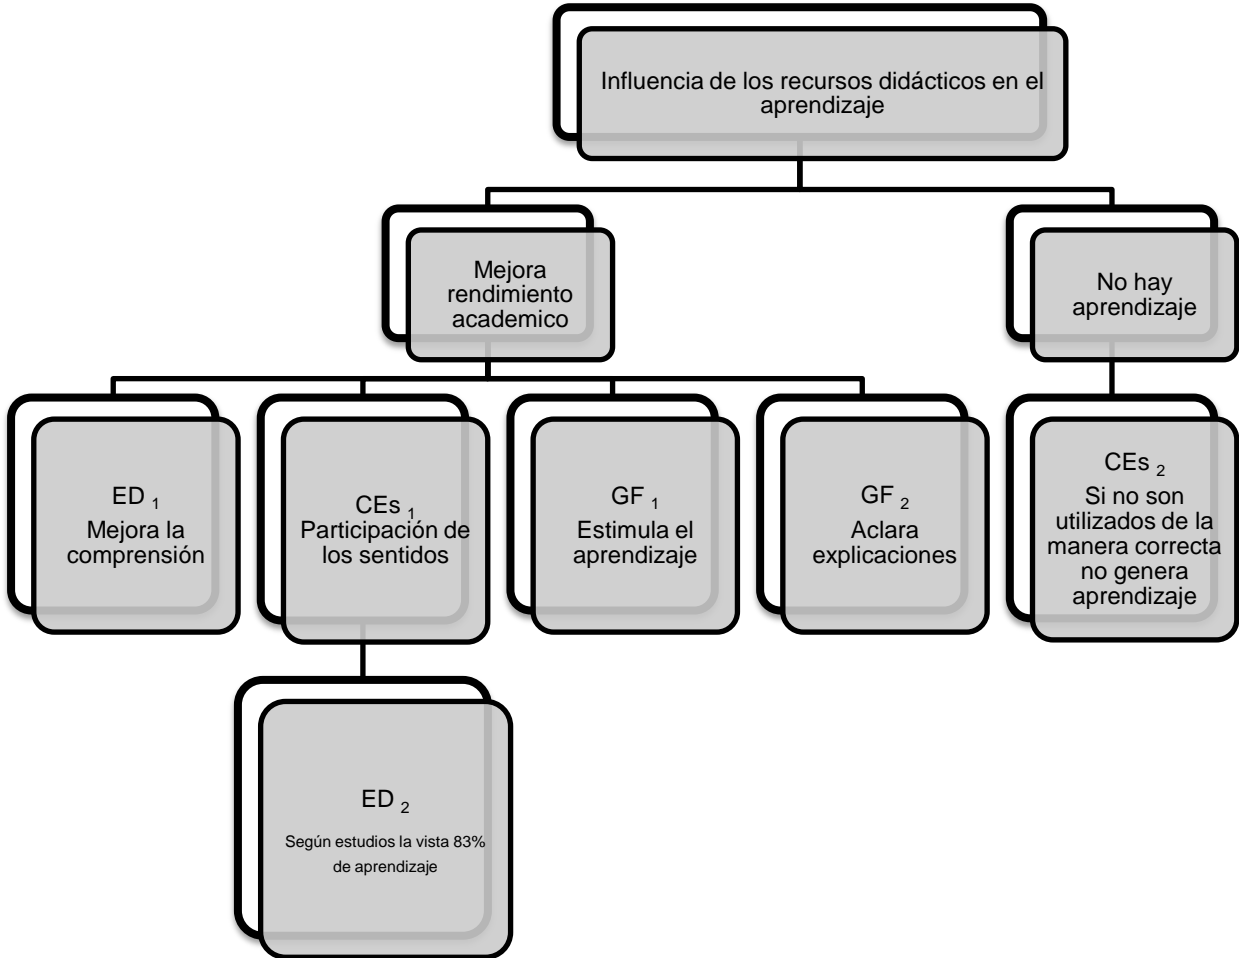 Influencia de los recursos didácticos en el
aprendizaje
Mejora
rendimiento
academico
No hay
aprendizaje
ED 1
Mejora la
comprensión
CEs 1
Participación de
los sentidos
GF 1
Estimula el
aprendizaje
GF 2
Aclara
explicaciones
CEs 2
Si no son
utilizados de la
manera correcta
no genera
aprendizaje
ED 2
Según estudios la vista 83%
de aprendizaje